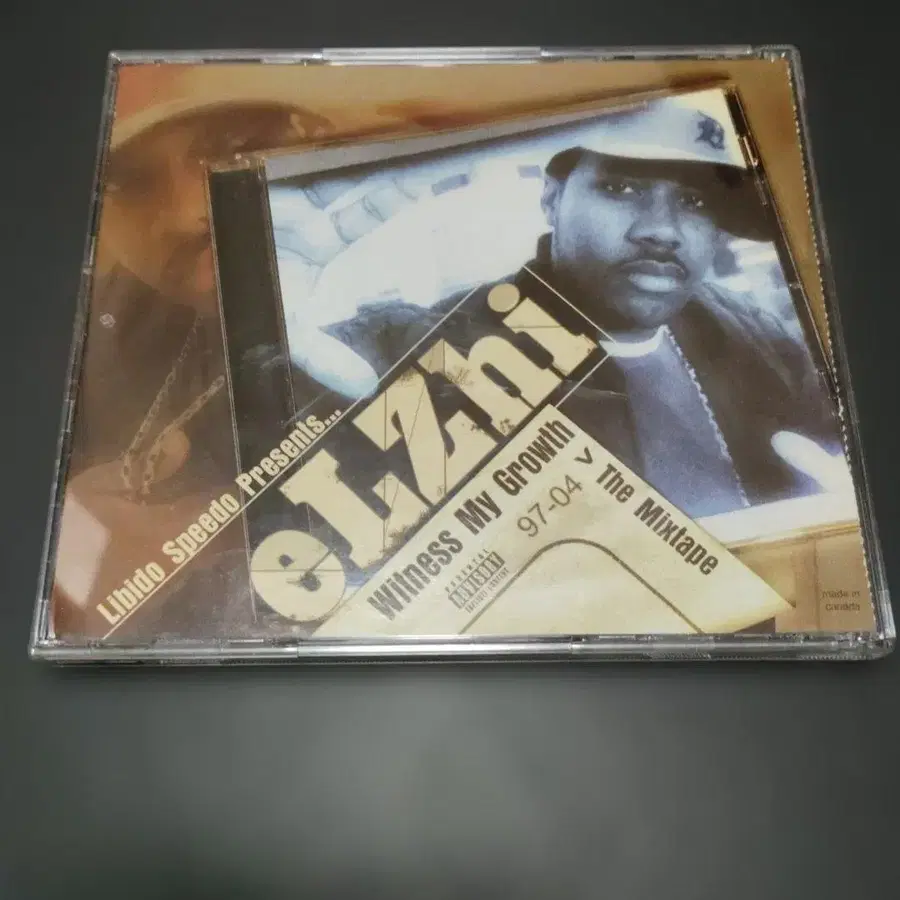 Libido Speedo Presents...
eLZhi
Witness My Growth
97-04 > The Mixtape
PARENTAL
ADVISORY
EXPLICIT CONTENT
made in
canada